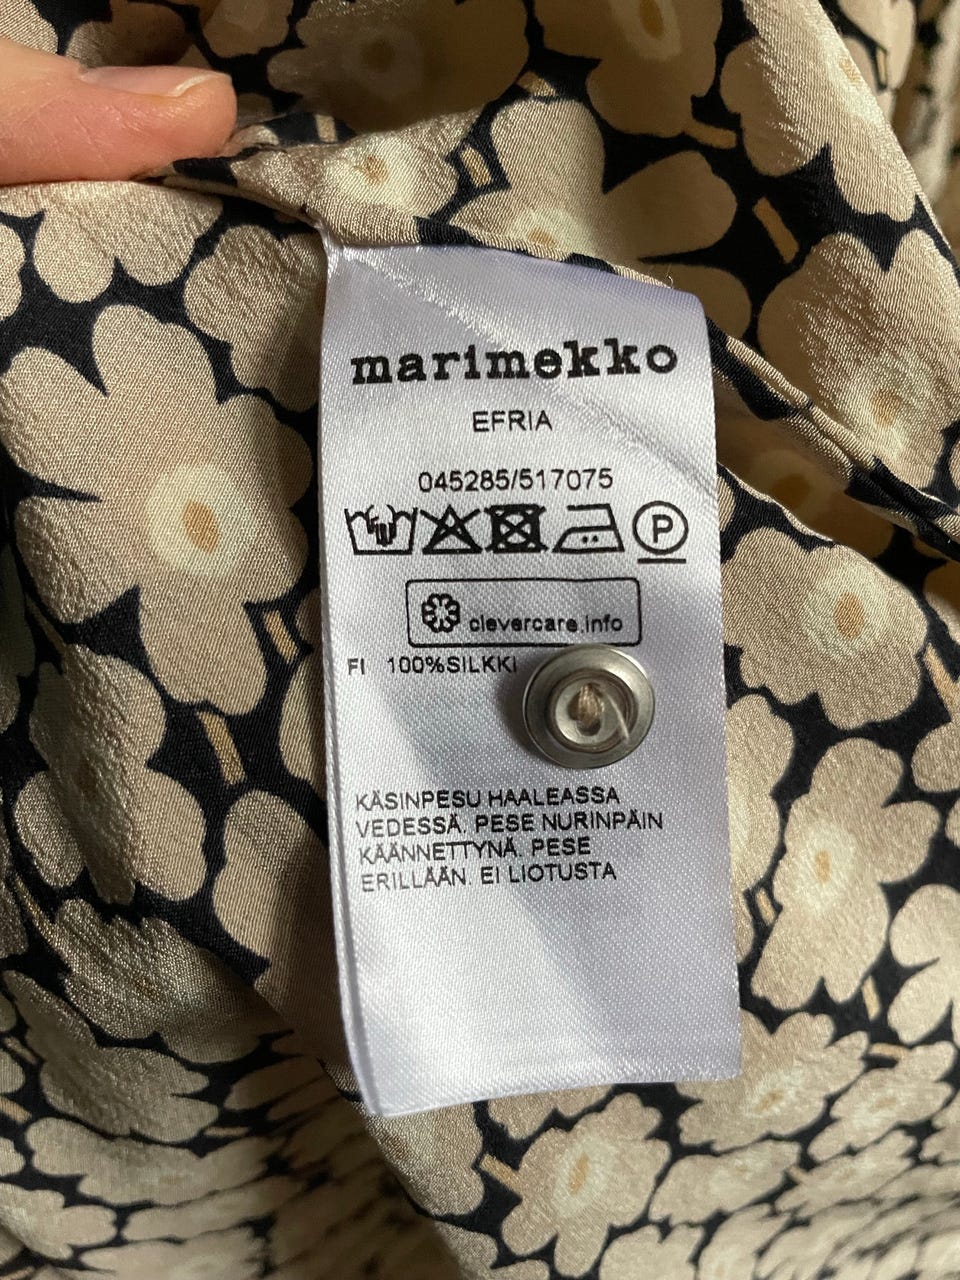 marimekko
EFRIA
045285/517075
P
clevercare.info
FI 100%SILKKI
KÄSINPESU HAALEASSA
VEDESSÄ. PESE NURINPÄIN
KÄÄNNETTYNÄ. PESE
ERILLÄÄN. EI LIOTUSTA